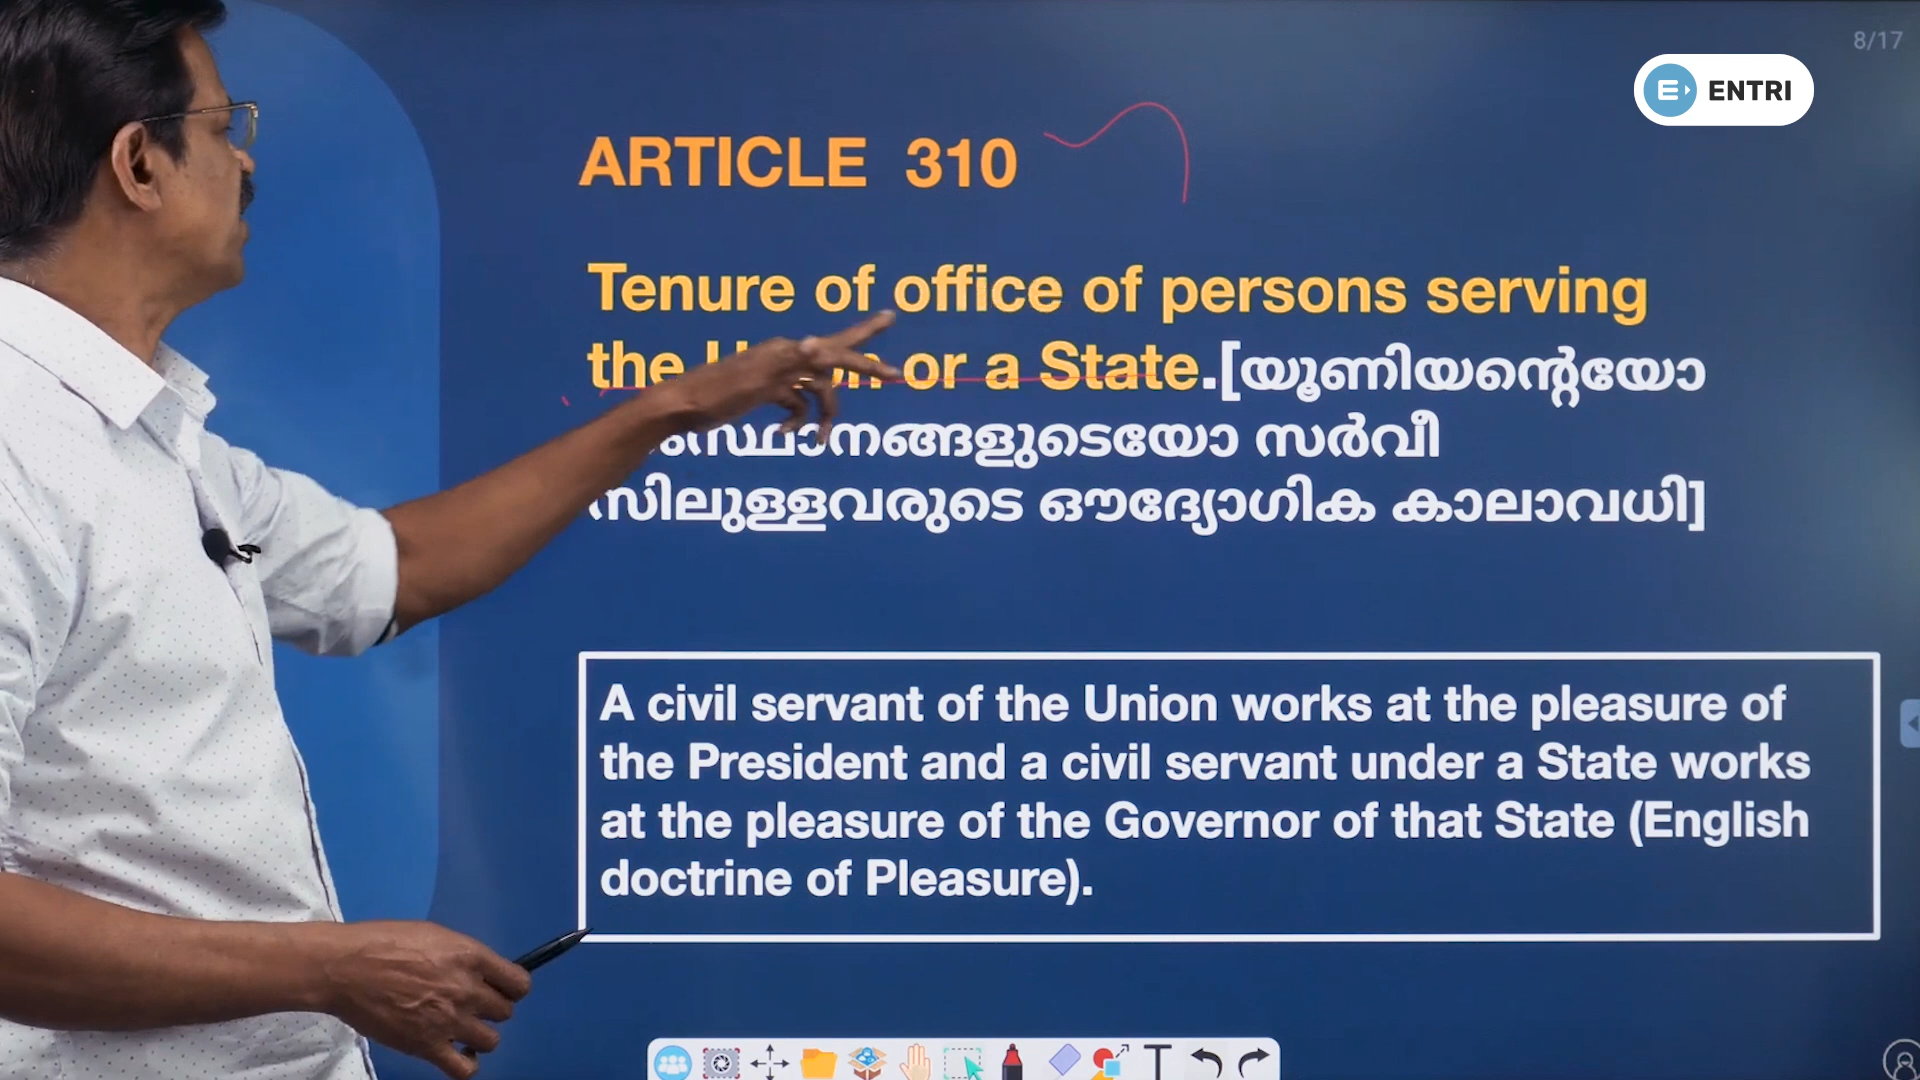 8/17
ENTRI
ARTICLE 310
Tenure of office of persons serving
the or a State.[യൂണിയന്റെയോ
സർവീ
സിലുള്ളവരുടെ ഔദ്യോഗിക കാലാവധി]
A civil servant of the Union works at the pleasure of
the President and a civil servant under a State works
at the pleasure of the Governor of that State (English
doctrine of Pleasure).